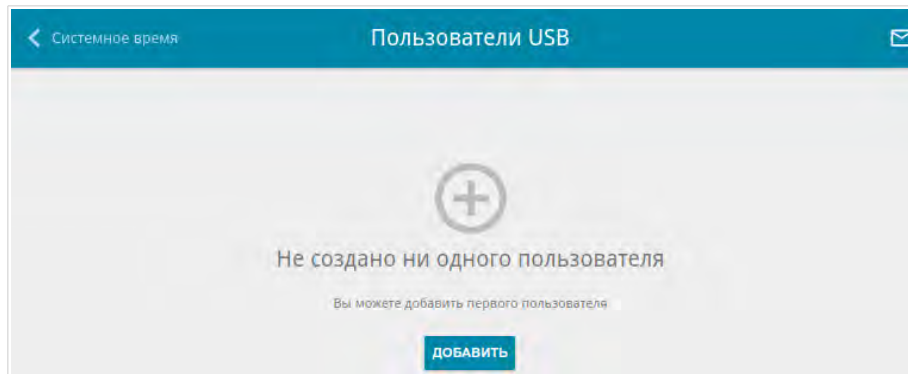 Системное время
Пользователи USB
Не создано ни одного пользователя
Вы можете добавить первого пользователя
ДОБАВИТЬ